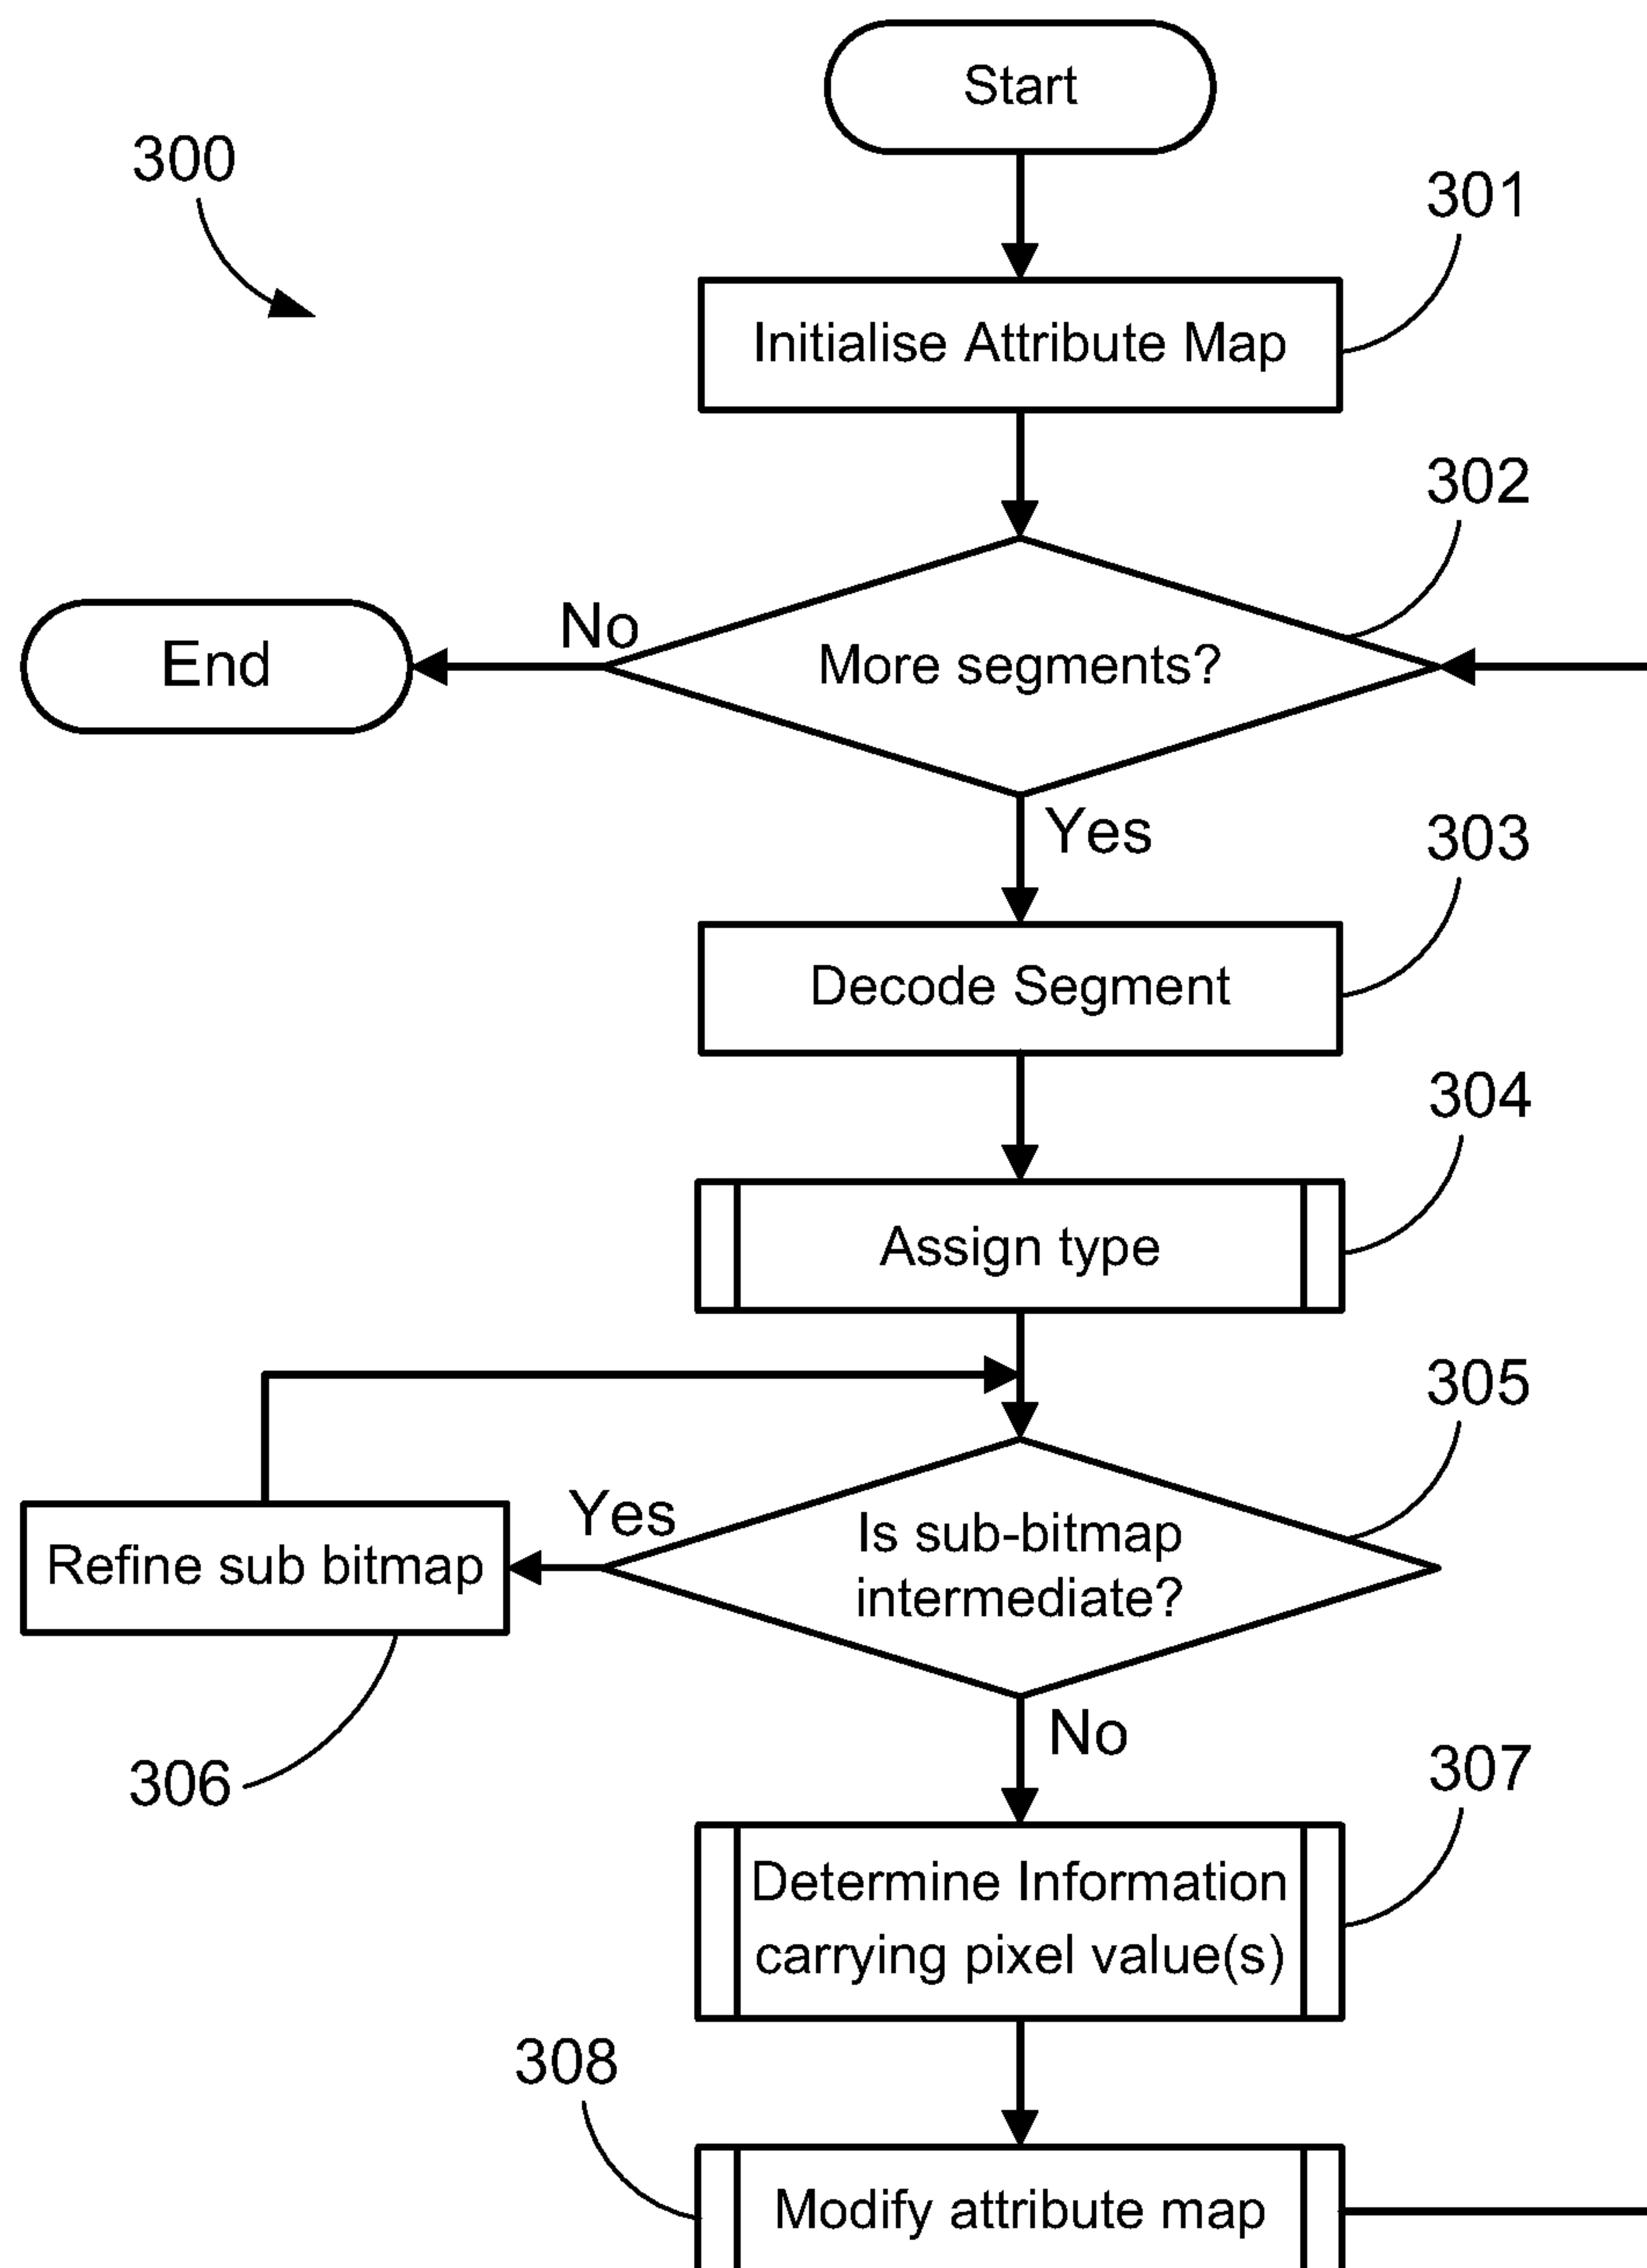 Start
300
301
Initialise Attribute Map
302
No
End
More segments?
Yes
303
Decode Segment
304
Assign type
305
Yes
Is sub-bitmap
intermediate?
Refine sub bitmap
No
306
307
Determine Information
carrying pixel value(s)
308
Modify attribute map